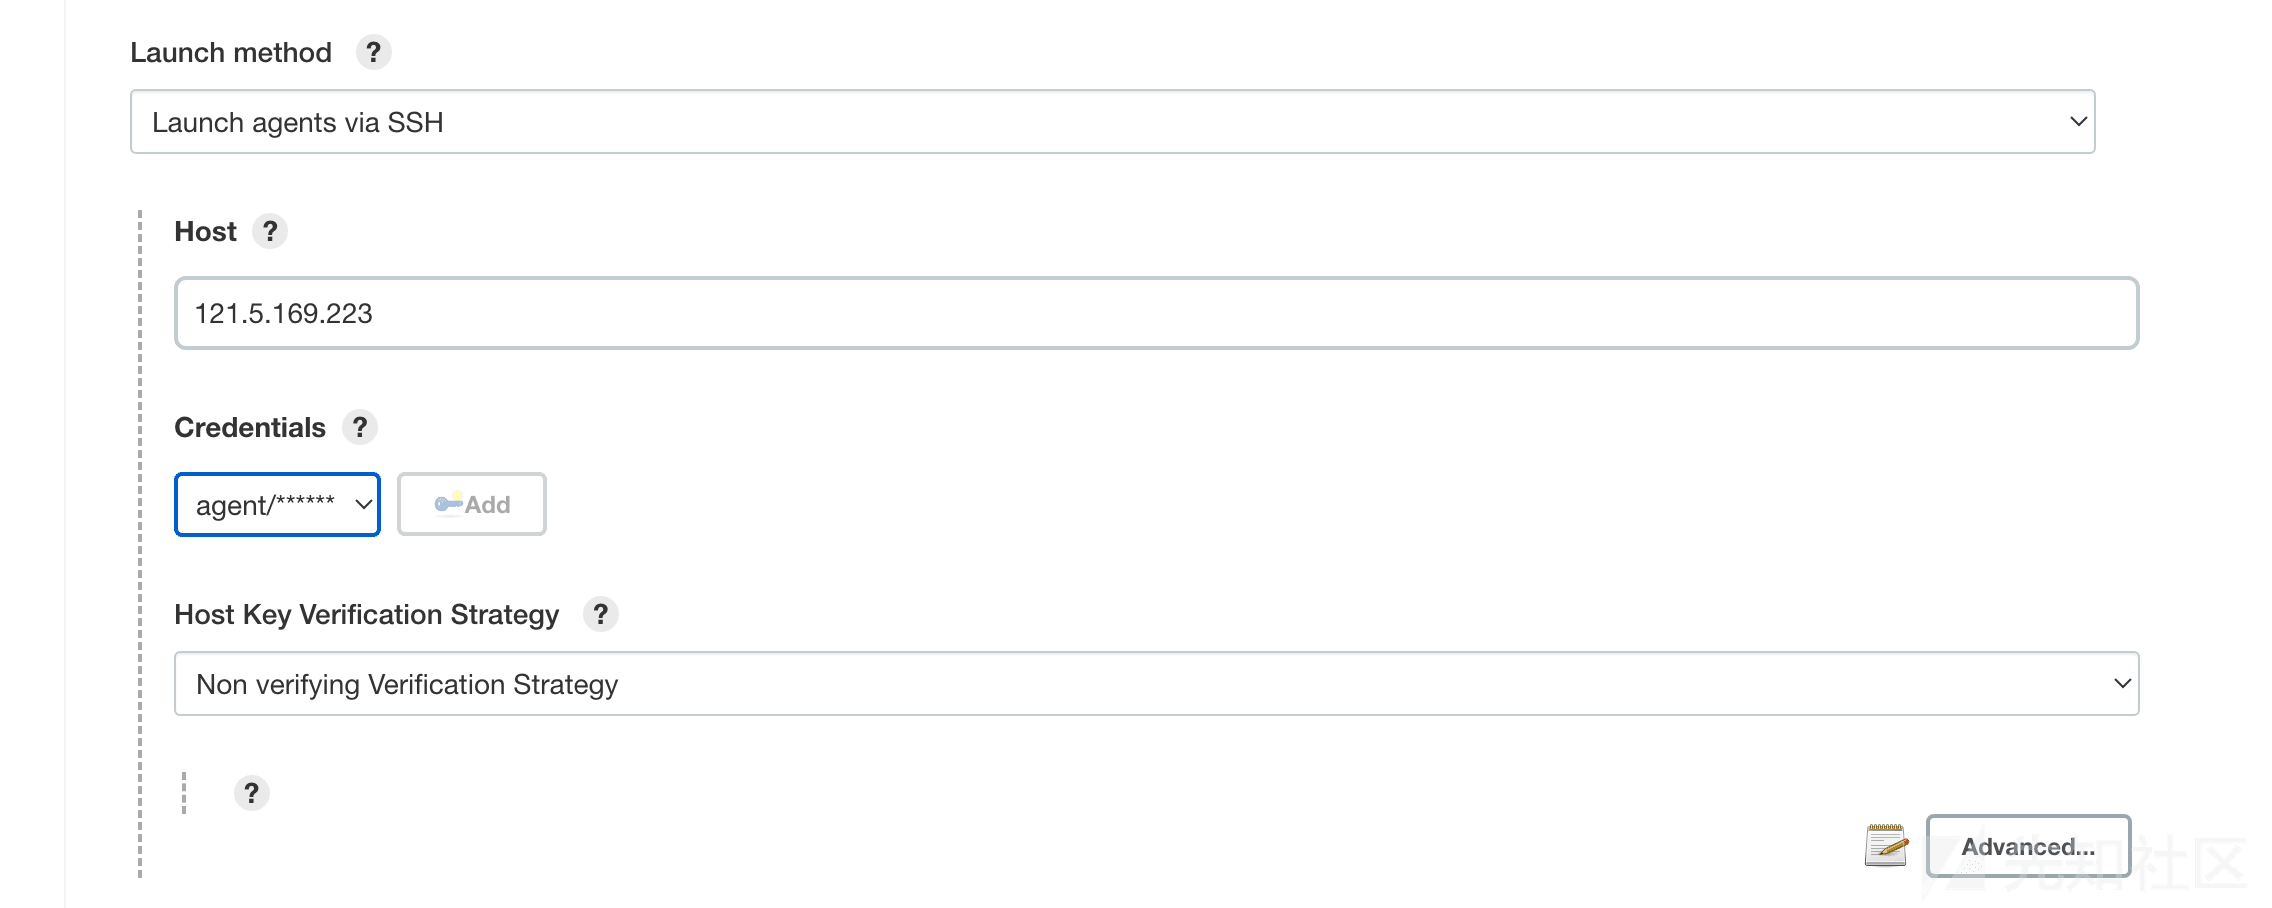 Launch method ?
Launch agents via SSH
Host ?
121.5.169.223
Credentials ?
agent/****** Add
Host Key Verification Strategy ?
Non verifying Verification Strategy
?
Advanced...
先知社区